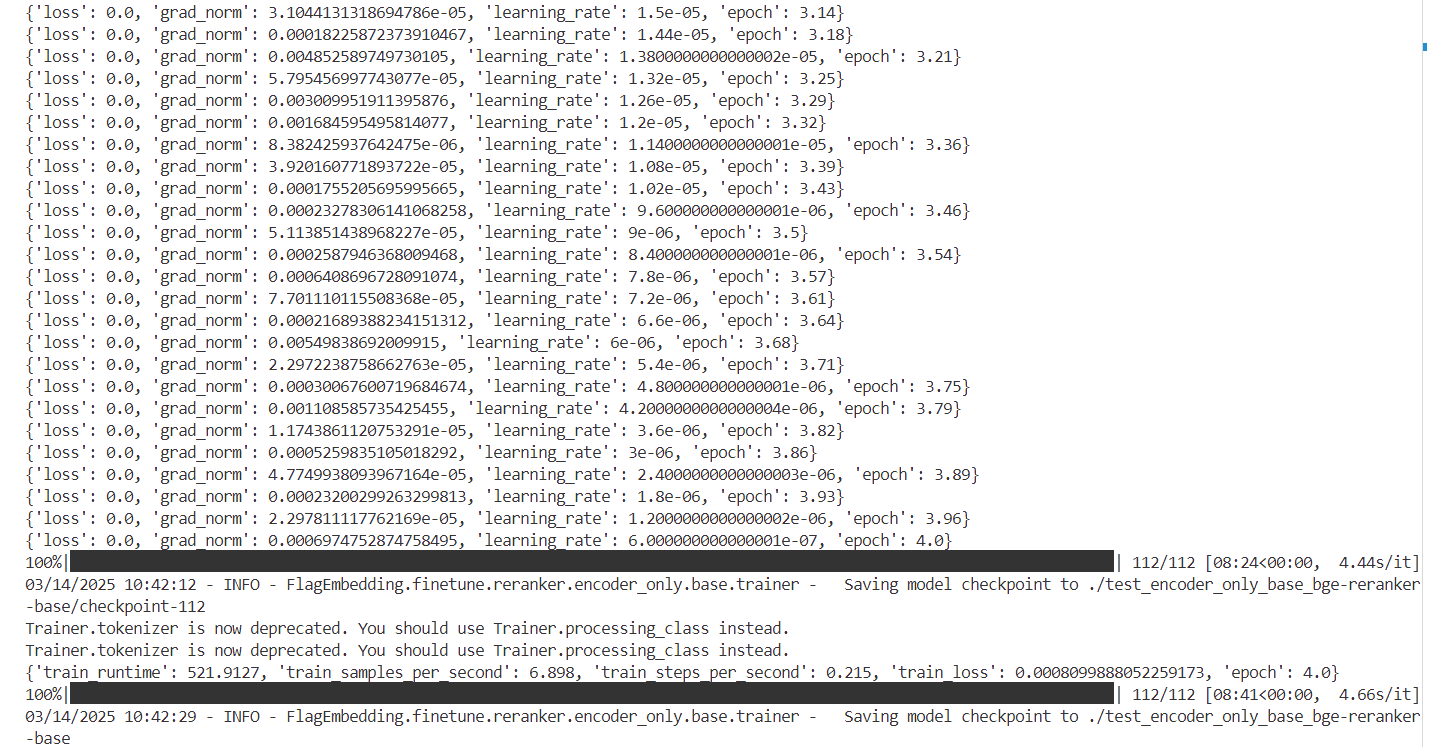 {'loss': 0.0, 'grad_norm': 3.1044131318694786e-05, 'learning_rate': 1.5e-05, 'epoch': 3.14}
{'loss': 0.0, 'grad_norm': 0.00018225872373910467, 'learning_rate': 1.44e-05, 'epoch': 3.18}
{'loss': 0.0, 'grad_norm': 0.004852589749730105, 'learning_rate': 1.3800000000000002e-05, 'epoch': 3.21}
{'loss': 0.0, 'grad_norm': 5.795456997743077e-05, 'learning_rate': 1.32e-05, 'epoch': 3.25}
{'loss': 0.0, 'grad_norm': 0.003009951911395876, 'learning_rate': 1.26e-05, 'epoch': 3.29}
{'loss': 0.0, 'grad_norm': 0.001684595495814077, 'learning_rate': 1.2e-05, 'epoch': 3.32}
{'loss': 0.0, 'grad_norm': 8.382425937642475e-06, 'learning_rate': 1.1400000000000001e-05, 'epoch': 3.36}
{'loss': 0.0, 'grad_norm': 3.920160771893722e-05, 'learning_rate': 1.08e-05, 'epoch': 3.39}
{'loss': 0.0, 'grad_norm': 0.0001755205695995665, 'learning_rate': 1.02e-05, 'epoch': 3.43}
{'loss': 0.0, 'grad_norm': 0.00023278306141068258, 'learning_rate': 9.600000000000001e-06, 'epoch': 3.46}
{'loss': 0.0, 'grad_norm': 5.113851438968227e-05, 'learning_rate': 9e-06, 'epoch': 3.5}
{'loss': 0.0, 'grad_norm': 0.0002587946368009468, 'learning_rate': 8.400000000000001e-06, 'epoch': 3.54}
{'loss': 0.0, 'grad_norm': 0.0006408696728091074, 'learning_rate': 7.8e-06, 'epoch': 3.57}
{'loss': 0.0, 'grad_norm': 7.701110115508368e-05, 'learning_rate': 7.2e-06, 'epoch': 3.61}
{'loss': 0.0, 'grad_norm': 0.00021689388234151312, 'learning_rate': 6.6e-06, 'epoch': 3.64}
{'loss': 0.0, 'grad_norm': 0.00549838692009915, 'learning_rate': 6e-06, 'epoch': 3.68}
{'loss': 0.0, 'grad_norm': 2.2972238758662763e-05, 'learning_rate': 5.4e-06, 'epoch': 3.71}
{'loss': 0.0, 'grad_norm': 0.00030067600719684674, 'learning_rate': 4.800000000000001e-06, 'epoch': 3.75}
{'loss': 0.0, 'grad_norm': 0.001108585735425455, 'learning_rate': 4.2000000000000004e-06, 'epoch': 3.79}
{'loss': 0.0, 'grad_norm': 1.1743861120753291e-05, 'learning_rate': 3.6e-06, 'epoch': 3.82}
{'loss': 0.0, 'grad_norm': 0.0005259835105018292, 'learning_rate': 3e-06, 'epoch': 3.86}
{'loss': 0.0, 'grad_norm': 4.7749938093967164e-05, 'learning_rate': 2.4000000000000003e-06, 'epoch': 3.89}
{'loss': 0.0, 'grad_norm': 0.00023200299263299813, 'learning_rate': 1.8e-06, 'epoch': 3.93}
{'loss': 0.0, 'grad_norm': 2.297811117762169e-05, 'learning_rate': 1.2000000000000002e-06, 'epoch': 3.96}
{'loss': 0.0, 'grad_norm': 0.0006974752874758495, 'learning_rate': 6.000000000000001e-07, 'epoch': 4.0}
100%| | 112/112 [08:24<00:00,  4.44s/it]
03/14/2025 10:42:12 - INFO - FlagEmbedding.finetune.reranker.encoder_only.base.trainer -   Saving model checkpoint to ./test_encoder_only_base_bge-reranker
-base/checkpoint-112
Trainer.tokenizer is now deprecated. You should use Trainer.processing_class instead.
Trainer.tokenizer is now deprecated. You should use Trainer.processing_class instead.
{'train_runtime': 521.9127, 'train_samples_per_second': 6.898, 'train_steps_per_second': 0.215, 'train_loss': 0.0008099888052259173, 'epoch': 4.0}
100%| | 112/112 [08:41<00:00,  4.66s/it]
03/14/2025 10:42:29 - INFO - FlagEmbedding.finetune.reranker.encoder_only.base.trainer -   Saving model checkpoint to ./test_encoder_only_base_bge-reranker
-base